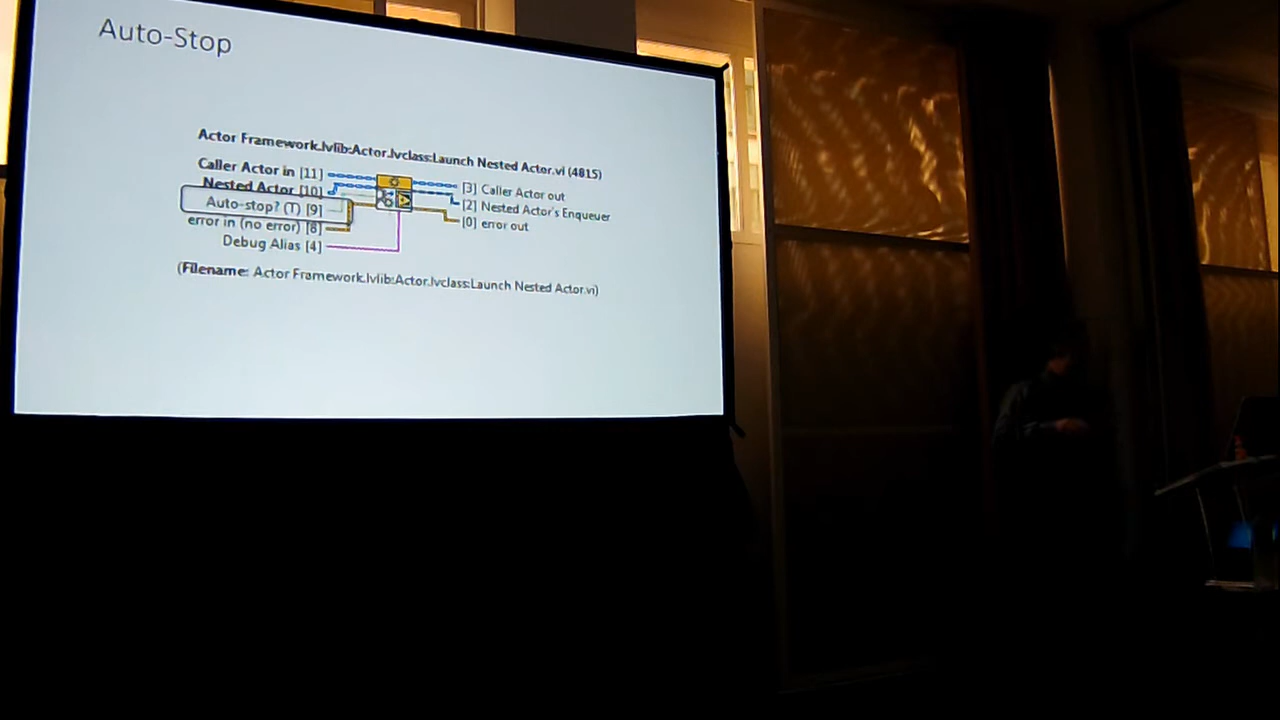 Auto-Stop
Actor Framework.lvlib:Actor.lvclass:Launch Nested Actor.vi (4815)
Caller Actor in [11]
Nested Actor [10]
Auto-stop? (T) [9]
error in (no error) [8]
Debug Alias [4]
[3] Caller Actor out
[2] Nested Actor's Enqueuer
[0] error out
(Filename: Actor Framework.lvlib:Actor.lvclass:Launch Nested Actor.vi)